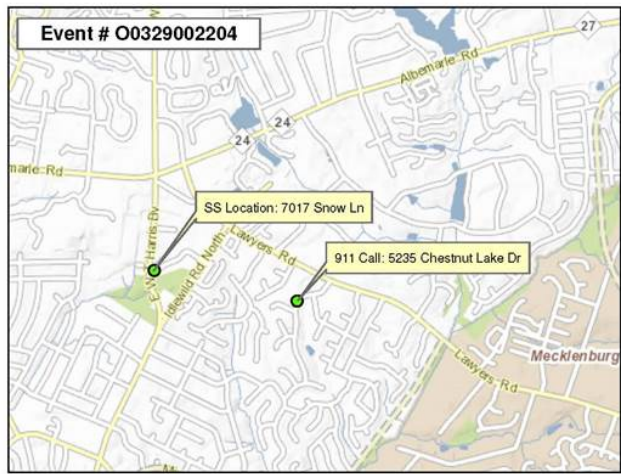 Event # O0329002204
27
Albemarle Rd
24
24
marle Rd
SS Location: 7017 Snow Ln
E W.T. Harris Bv
Idlewild Rd North
Lawyers Rd
911 Call: 5235 Chestnut Lake Dr
Mecklenburg
Lawyers Rd